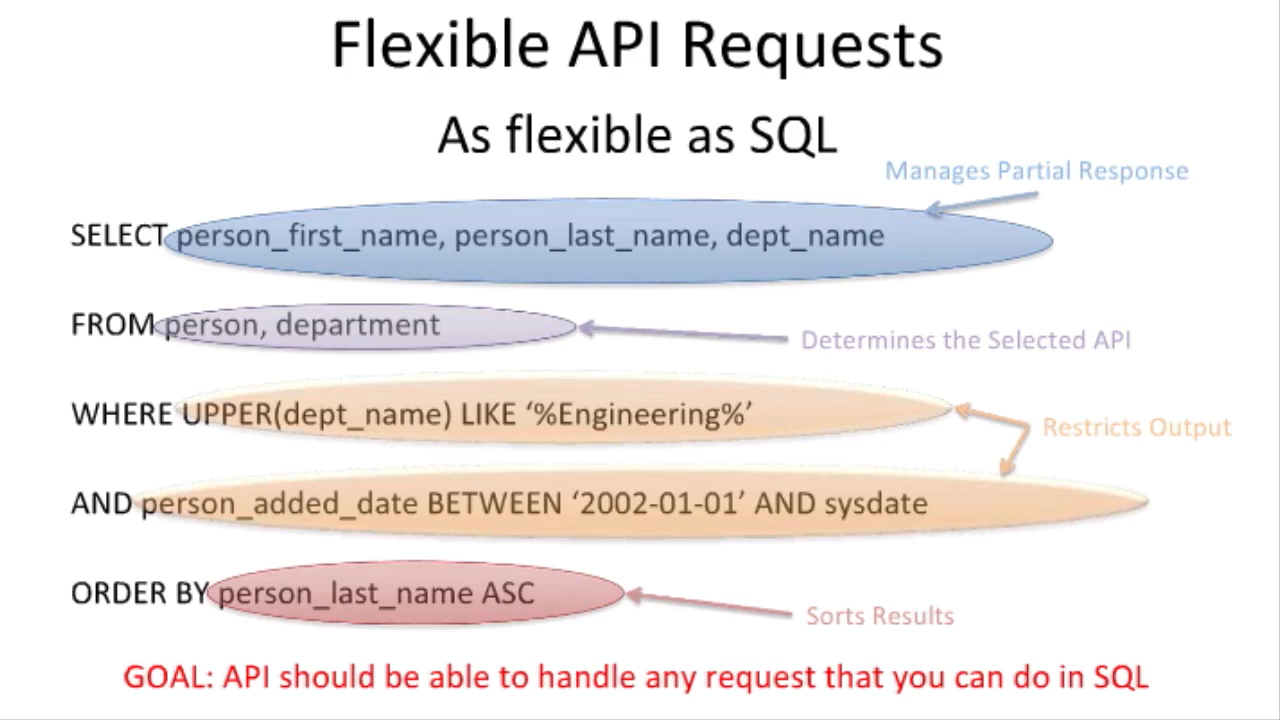 Flexible API Requests
As flexible as SQL
Manages Partial Response
SELECT person_first_name, person_last_name, dept_name
FROM person, department
Determines the Selected API
WHERE UPPER(dept_name) LIKE ‘%Engineering%’
Restricts Output
AND person_added_date BETWEEN ‘2002-01-01’ AND sysdate
ORDER BY person_last_name ASC
Sorts Results
GOAL: API should be able to handle any request that you can do in SQL